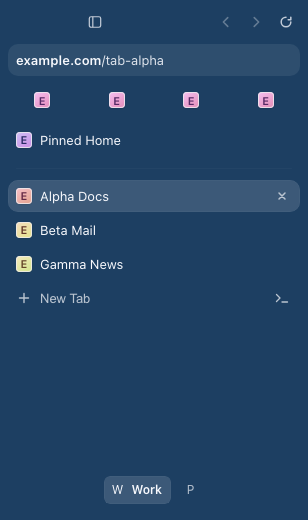 example.com/tab-alpha
E E E E
E Pinned Home
E Alpha Docs
E Beta Mail
E Gamma News
New Tab
W Work P